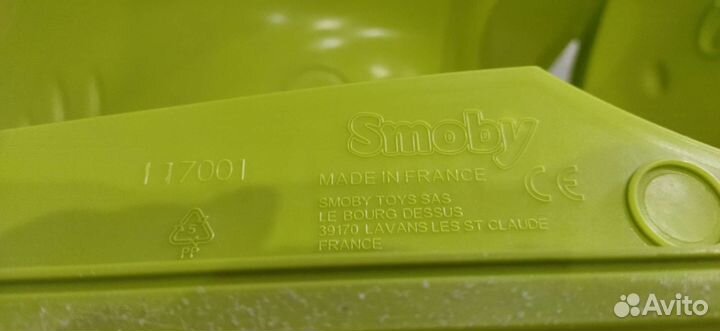 Smoby
117001
MADE IN FRANCE
CE
SMOBY TOYS SAS
LE BOURG DESSUS
39170 LAVANS LES ST CLAUDE
FRANCE
5
PP
Avito